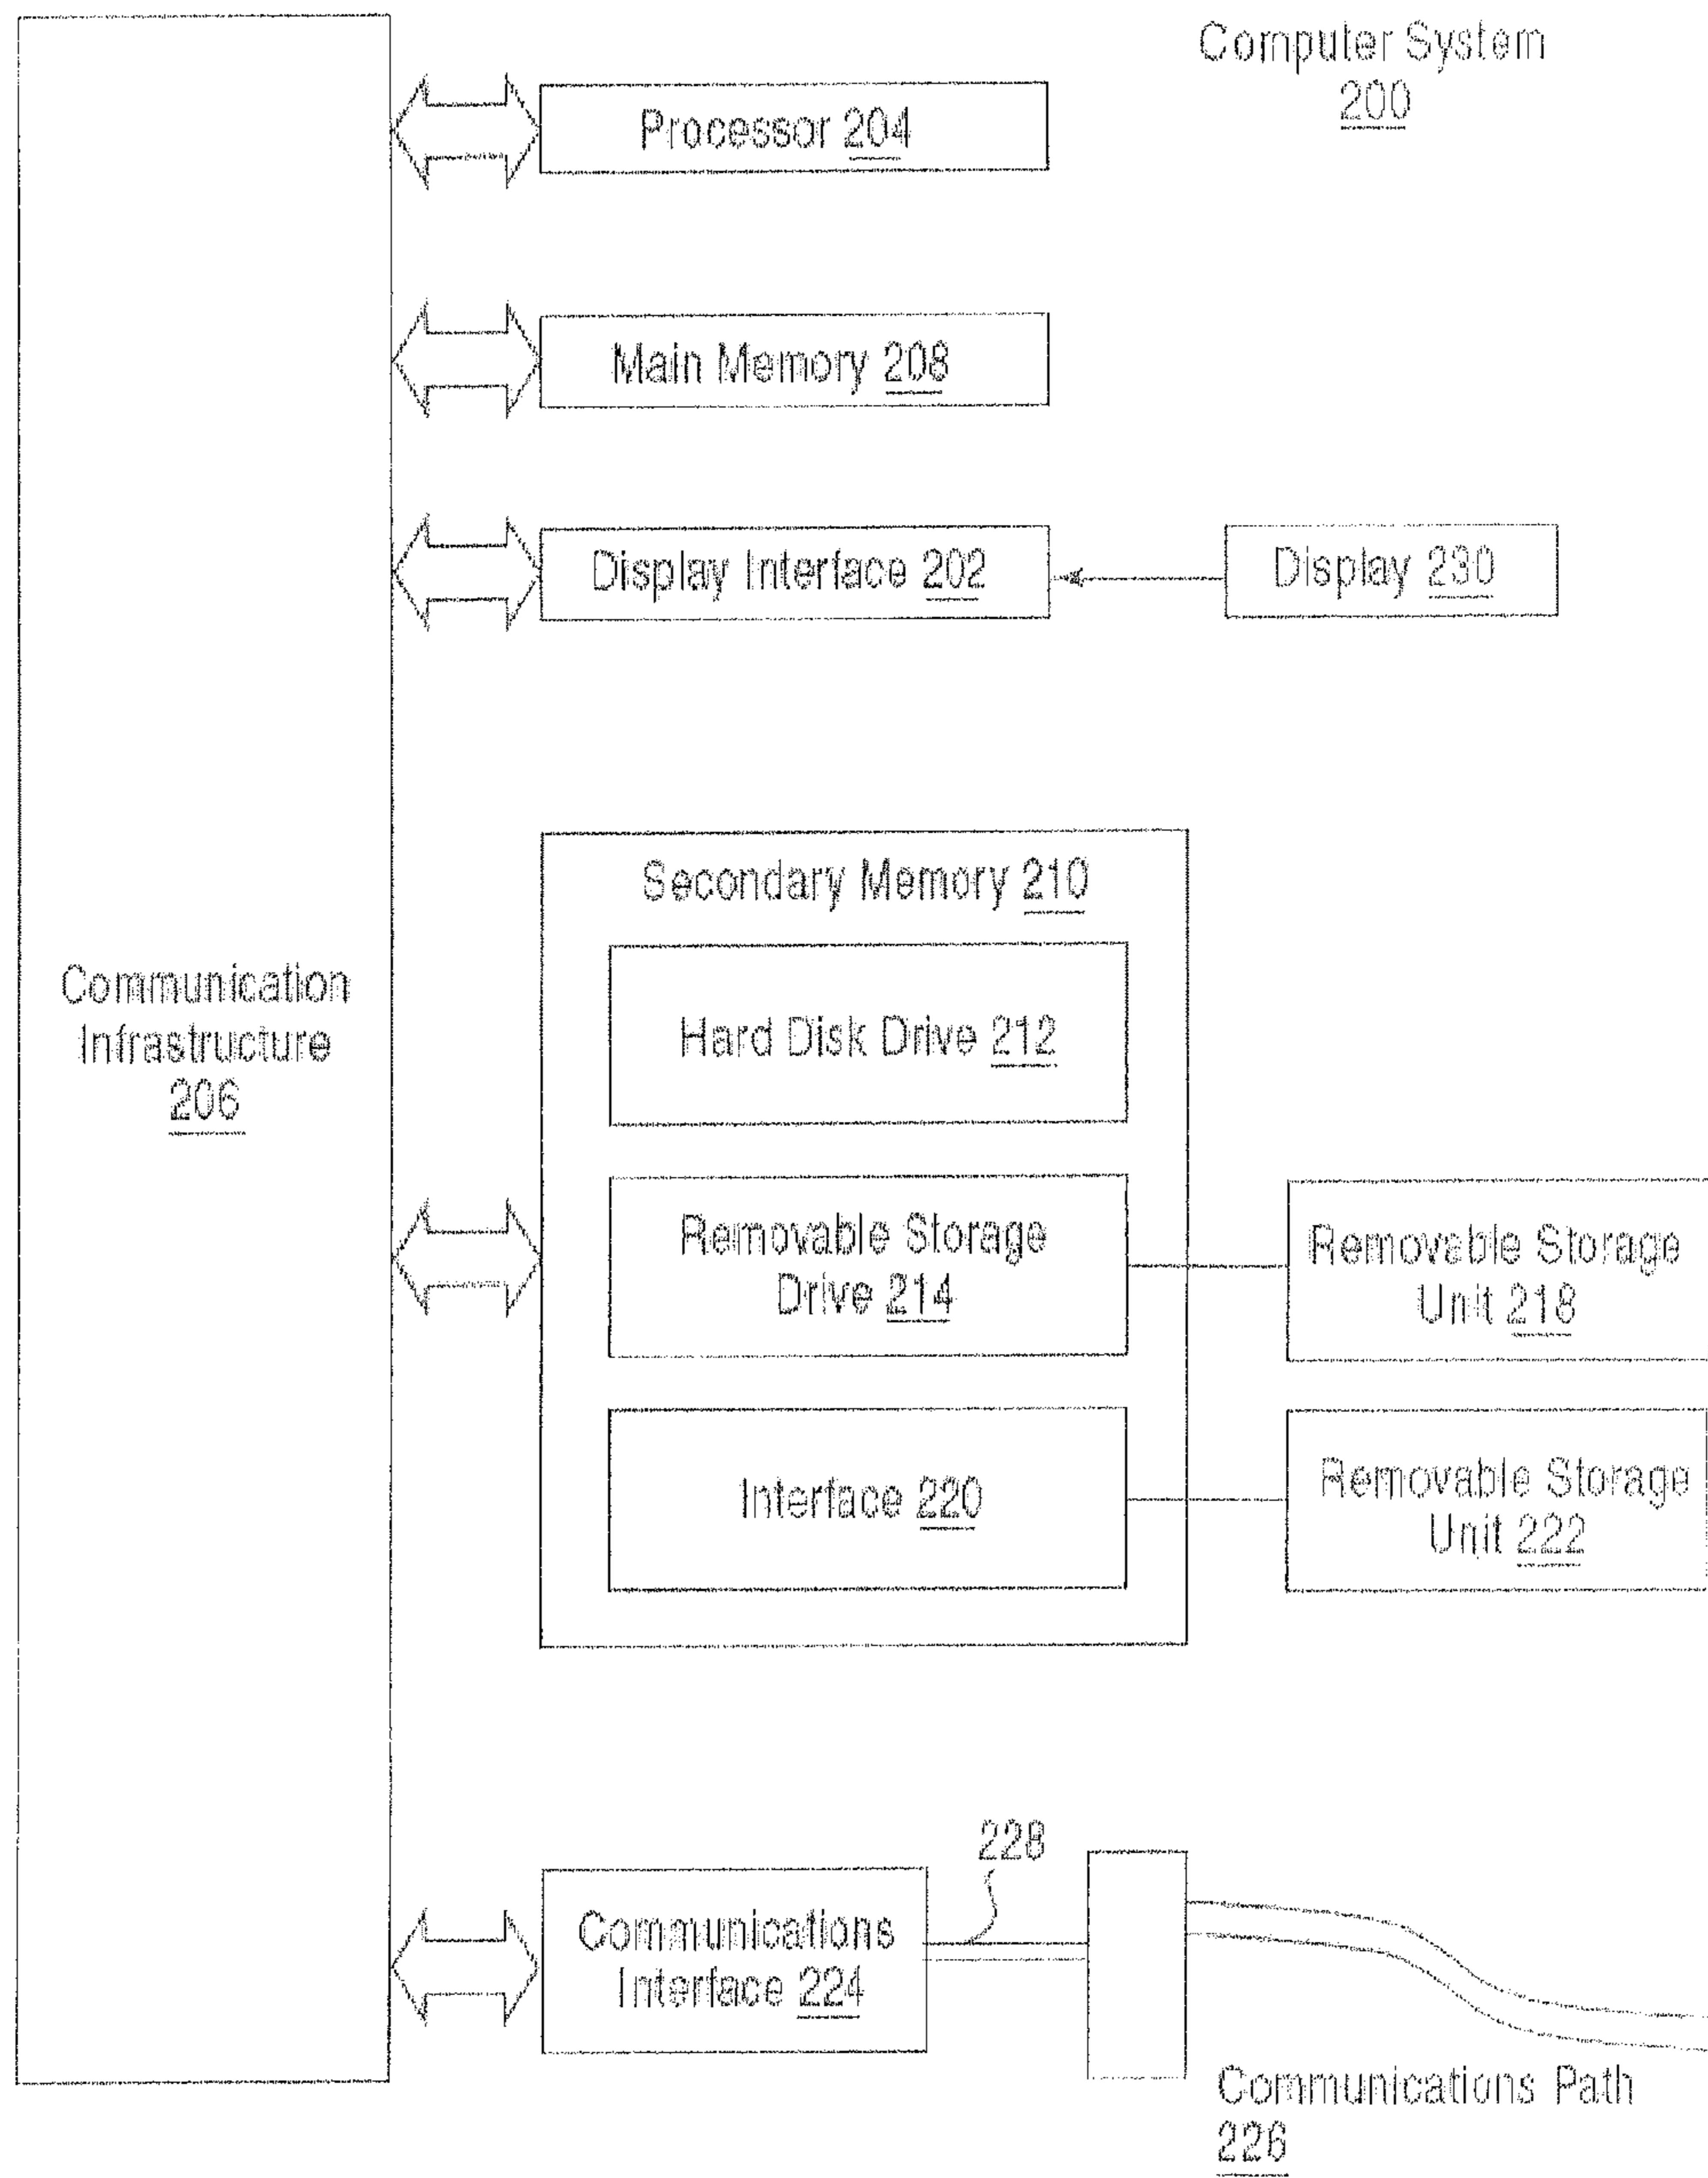 Computer System
200
Processor 204
Main Memory 208
Display Interface 202
Display 230
Communication
Infrastructure
206
Secondary Memory 210
Hard Disk Drive 212
Removable Storage
Drive 214
Removable Storage
Unit 218
Interface 220
Removable Storage
Unit 222
228
Communications
Interface 224
Communications Path
226